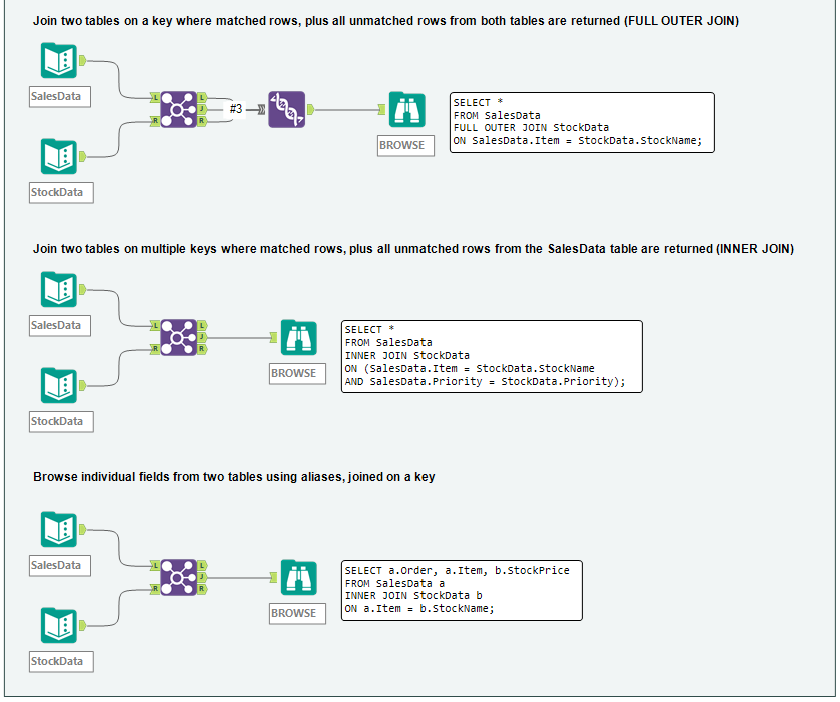 Join two tables on a key where matched rows, plus all unmatched rows from both tables are returned (FULL OUTER JOIN)
SalesData
L
R
L
J
R
#3
BROWSE
StockData
SELECT *
FROM SalesData
FULL OUTER JOIN StockData
ON SalesData.Item = StockData.StockName;
Join two tables on multiple keys where matched rows, plus all unmatched rows from the SalesData table are returned (INNER JOIN)
SalesData
L
R
L
J
R
BROWSE
StockData
SELECT *
FROM SalesData
INNER JOIN StockData
ON (SalesData.Item = StockData.StockName
AND SalesData.Priority = StockData.Priority);
Browse individual fields from two tables using aliases, joined on a key
SalesData
L
R
L
J
R
BROWSE
StockData
SELECT a.Order, a.Item, b.StockPrice
FROM SalesData a
INNER JOIN StockData b
ON a.Item = b.StockName;